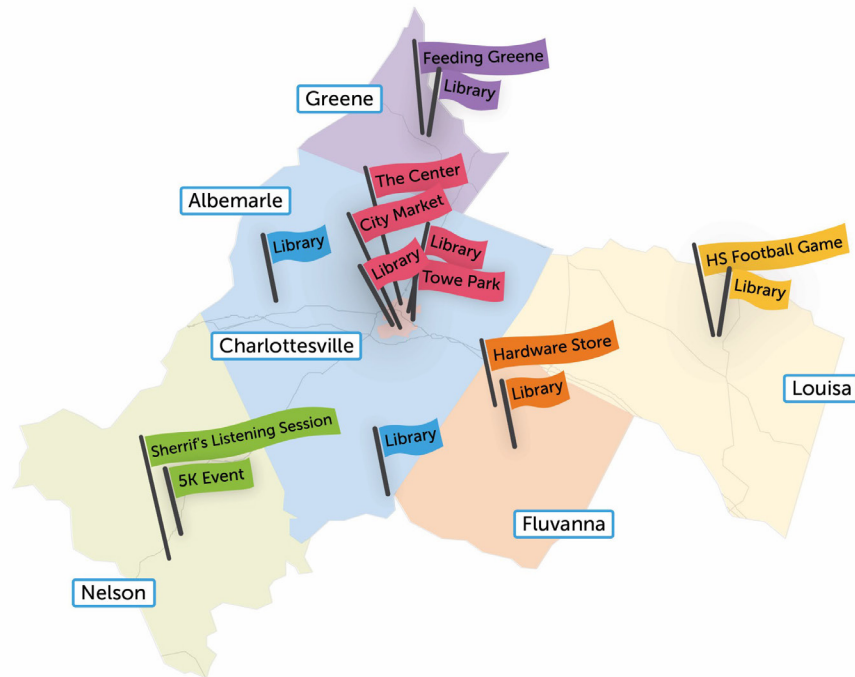 Feeding Greene
Library
Greene
The Center
Albemarle
City Market
Library
Library
Library
Towe Park
HS Football Game
Library
Charlottesville
Hardware Store
Library
Louisa
Sherrif's Listening Session
5K Event
Library
Fluvanna
Nelson